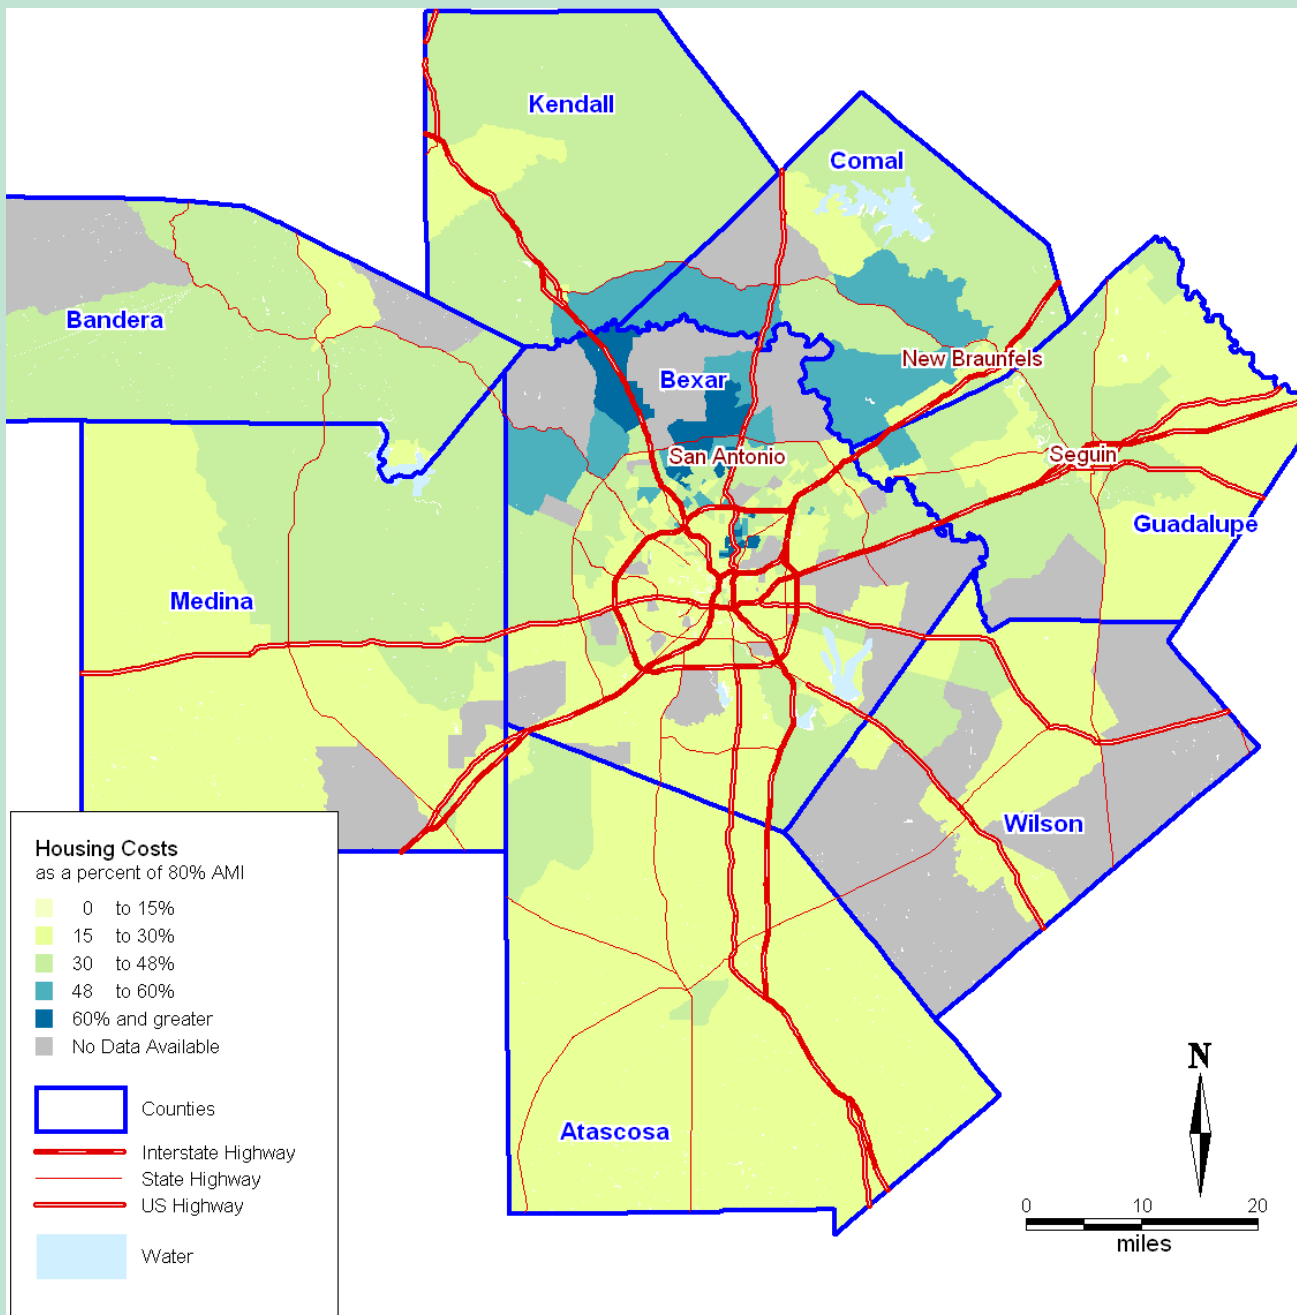 Kendall
Comal
Bandera
New Braunfels
Bexar
San Antonio
Seguin
Guadalupe
Medina
Wilson
Atascosa
Housing Costs
as a percent of 80% AMI
0 to 15%
15 to 30%
30 to 48%
48 to 60%
60% and greater
No Data Available
Counties
Interstate Highway
State Highway
US Highway
Water
N
0 10 20
miles